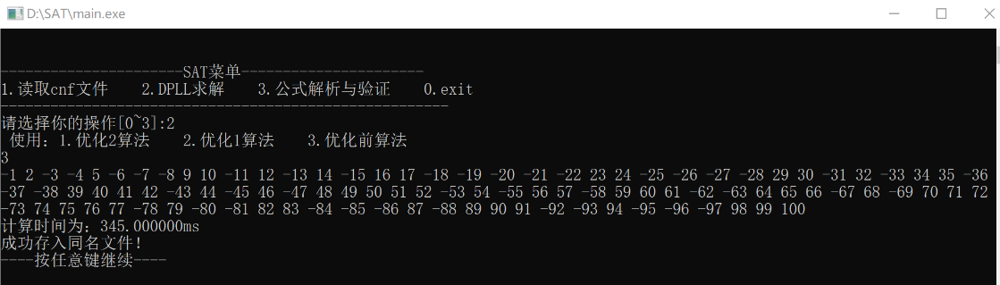 D:\SAT\main.exe
----------------------SAT菜单----------------------
1.读取cnf文件    2.DPLL求解    3.公式解析与验证    0.exit
------------------------------------------------------
请选择你的操作[0~3]:2
 使用：1.优化2算法    2.优化1算法    3.优化前算法
3
-1 2 -3 -4 5 -6 -7 -8 9 10 -11 12 -13 14 -15 16 17 -18 -19 -20 -21 -22 23 24 -25 -26 -27 -28 29 30 -31 32 -33 34 35 -36
-37 -38 39 40 41 42 -43 44 -45 46 -47 48 49 50 51 52 -53 54 -55 56 57 -58 59 60 61 -62 -63 64 65 66 -67 68 -69 70 71 72
-73 74 75 76 77 -78 79 -80 -81 82 83 -84 -85 -86 87 -88 89 90 91 -92 -93 94 -95 -96 -97 98 99 100
计算时间为：345.000000ms
成功存入同名文件！
----按任意键继续----